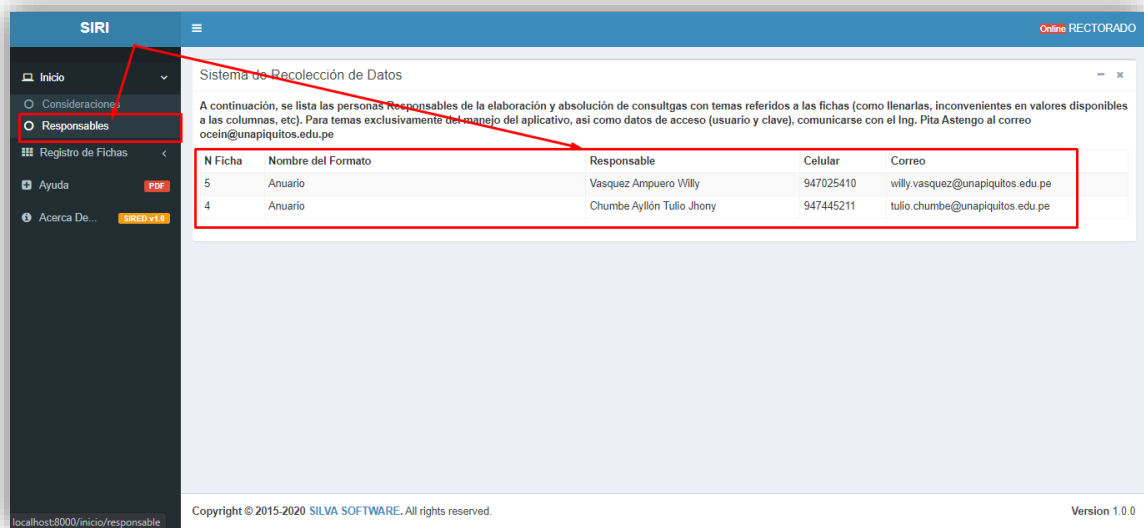 SIRI
Online RECTORADO
Inicio
Consideraciones
Responsables
Registro de Fichas
Ayuda PDF
Acerca De... SIRED v1.0
Sistema de Recolección de Datos
A continuación, se lista las personas Responsables de la elaboración y absolución de consultgas con temas referidos a las fichas (como llenarlas, inconvenientes en valores disponibles
a las columnas, etc). Para temas exclusivamente del manejo del aplicativo, asi como datos de acceso (usuario y clave), comunicarse con el Ing. Pita Astengo al correo
ocein@unapiquitos.edu.pe
N Ficha Nombre del Formato Responsable Celular Correo
5 Anuario Vasquez Ampuero Willy 947025410 willy.vasquez@unapiquitos.edu.pe
4 Anuario Chumbe Ayllón Tulio Jhony 947445211 tulio.chumbe@unapiquitos.edu.pe
Copyright © 2015-2020 SILVA SOFTWARE. All rights reserved. Version 1.0.0
localhost:8000/inicio/responsable